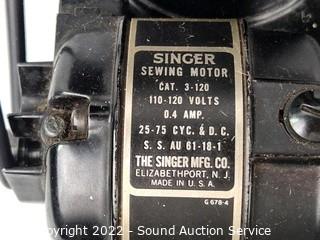 SINGER
SEWING MOTOR
CAT. 3-120
110-120 VOLTS
0.4 AMP.
25-75 CYC. & D.C.
S. S. AU 61-18-1
THE SINGER MFG. CO.
ELIZABETHPORT, N. J.
MADE IN U.S.A.
G 678-4
Copyright 2022 - Sound Auction Service